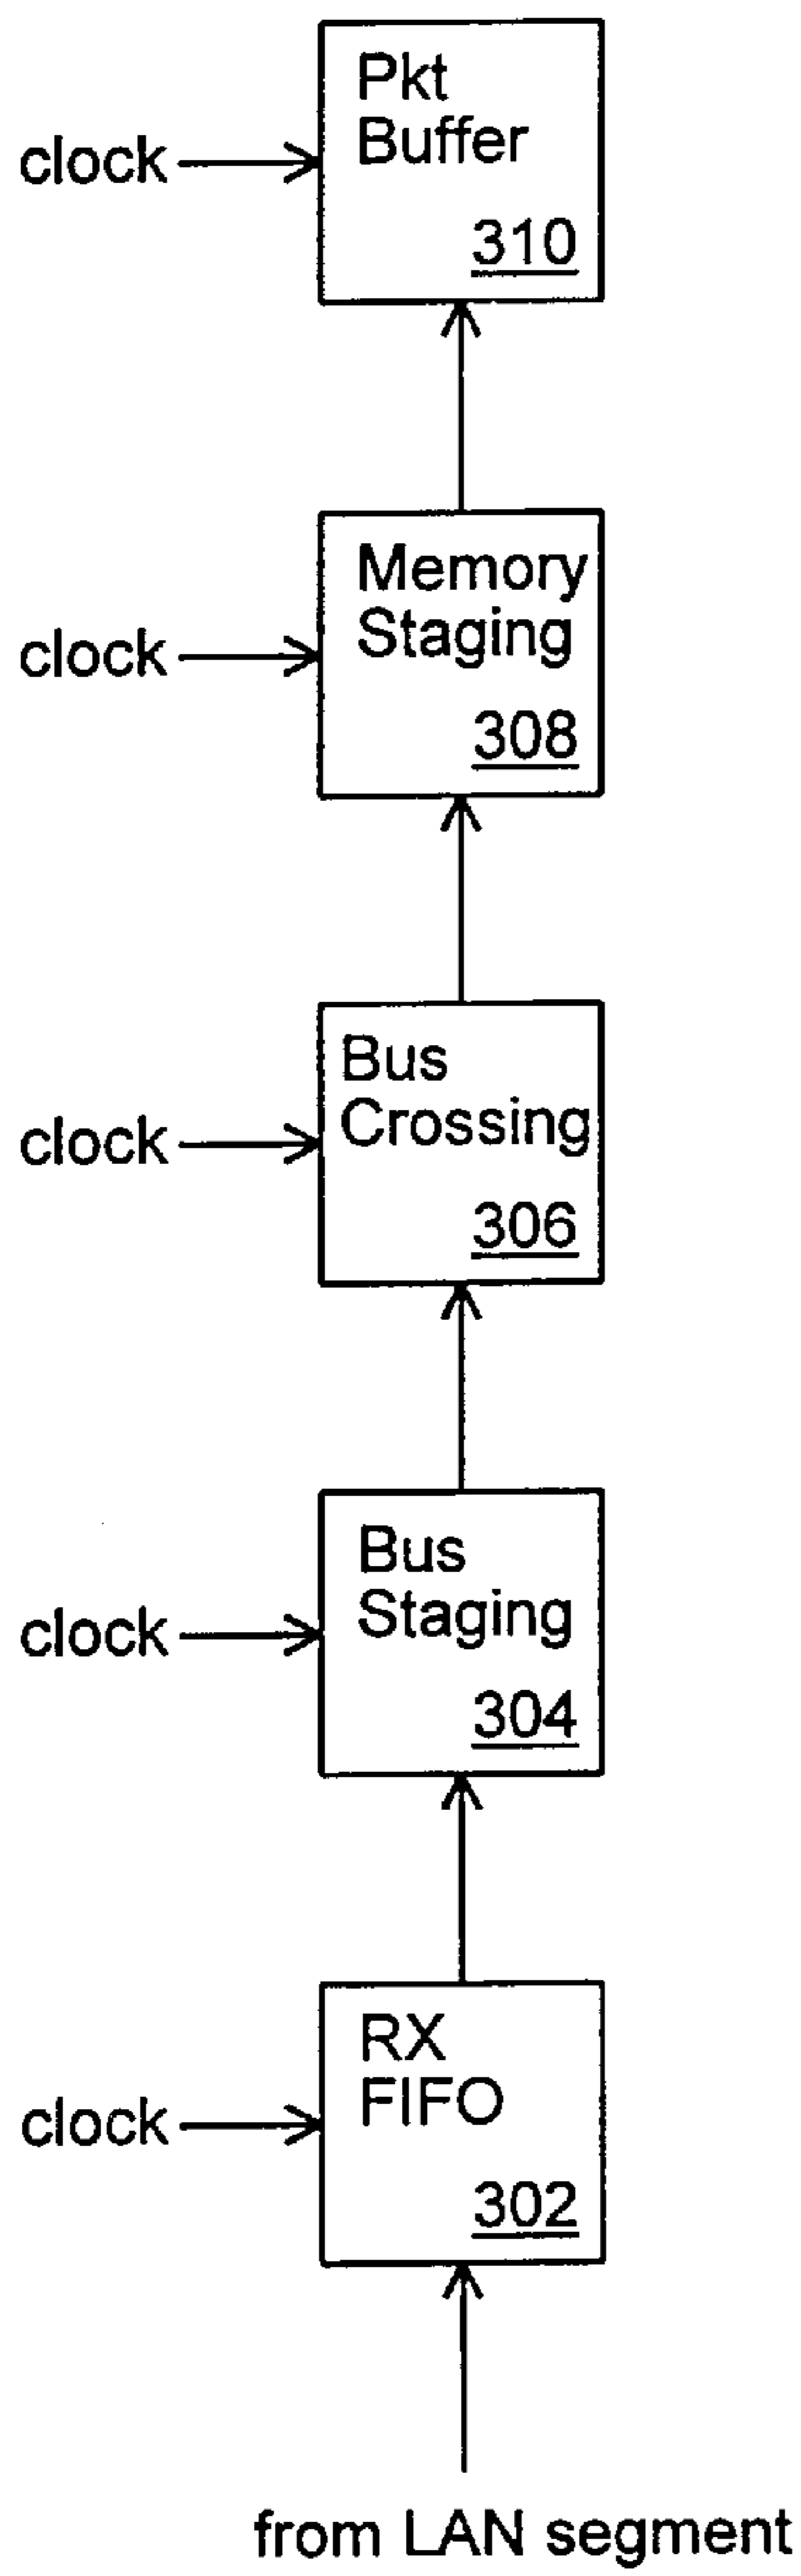 Pkt
Buffer
clock
310
Memory
Staging
clock
308
Bus
Crossing
clock
306
Bus
Staging
clock
304
RX
FIFO
clock
302
from LAN segment